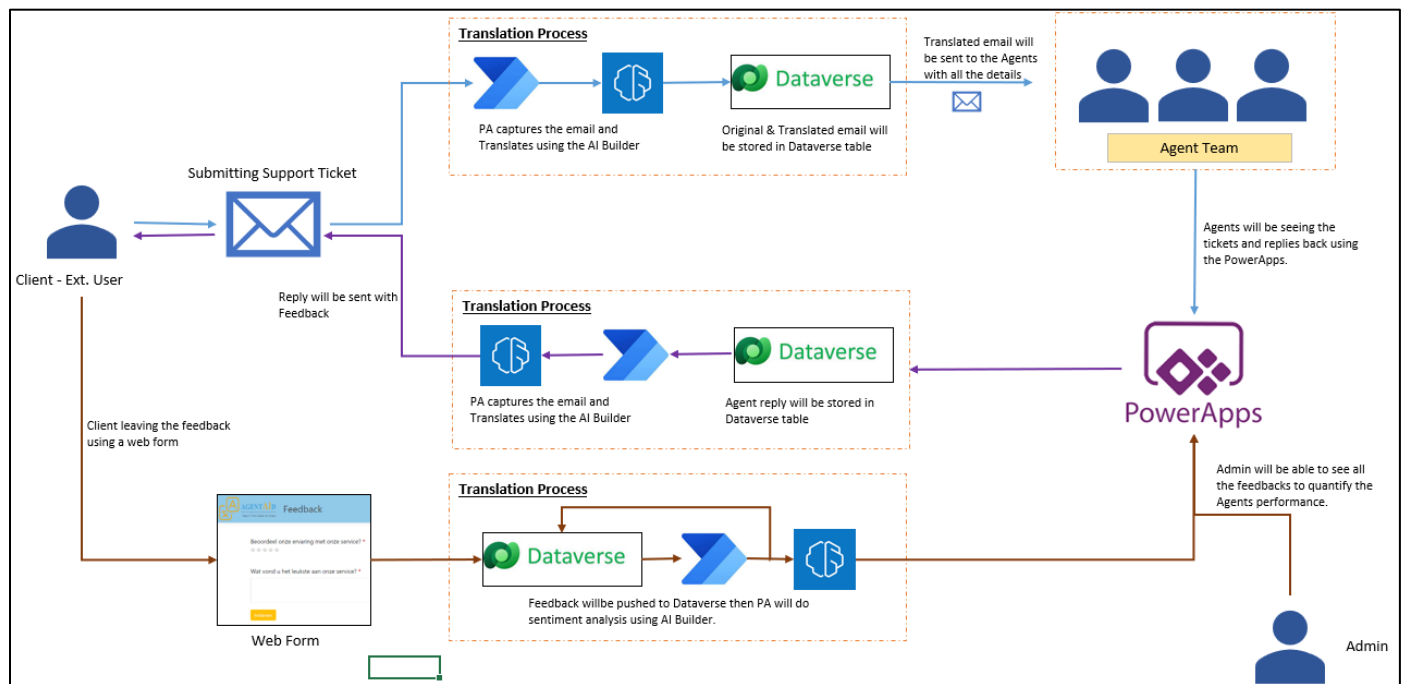 Translation Process
PA captures the email and
Translates using the AI Builder
Dataverse
Original & Translated email will
be stored in Dataverse table
Translated email will
be sent to the Agents
with all the details
Agent Team
Submitting Support Ticket
Client - Ext. User
Agents will be seeing the
tickets and replies back using
the PowerApps.
Reply will be sent with
Feedback
Translation Process
PA captures the email and
Translates using the AI Builder
Dataverse
Agent reply will be stored in
Dataverse table
PowerApps
Client leaving the feedback
using a web form
Feedback
Beoordeel onze ervaring met onze service? *
Wat vond u het leukste aan onze service? *
Web Form
Translation Process
Dataverse
Feedback willbe pushed to Dataverse then PA will do
sentiment analysis using AI Builder.
Admin will be able to see all
the feedbacks to quantify the
Agents performance.
Admin